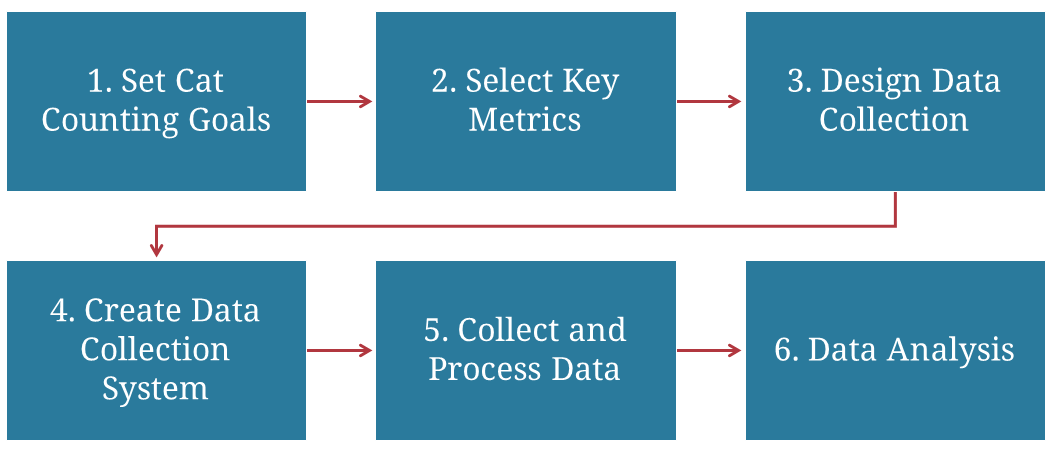 1. Set Cat
Counting Goals
2. Select Key
Metrics
3. Design Data
Collection
4. Create Data
Collection
System
5. Collect and
Process Data
6. Data Analysis